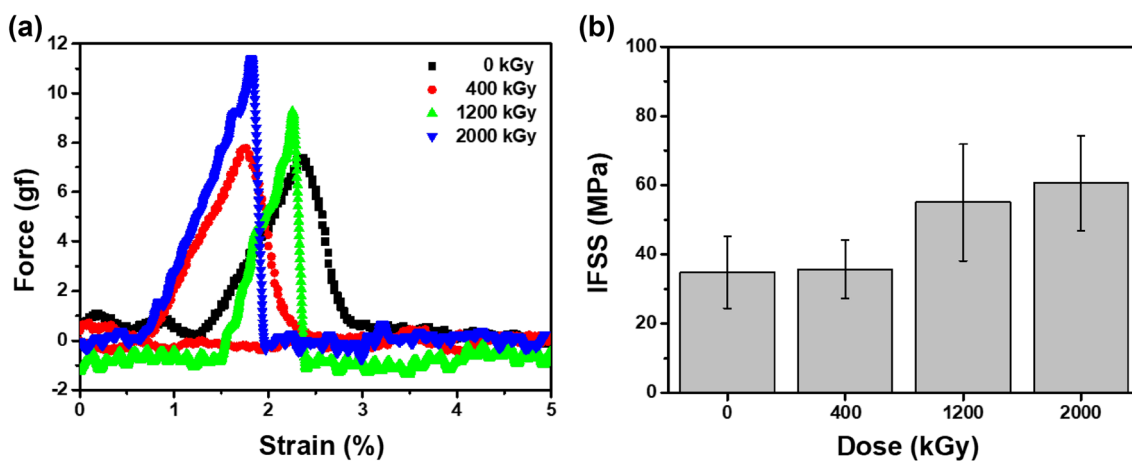 (a)
Force (gf)
12
10
8
6
4
2
0
-2
0 kGy
400 kGy
1200 kGy
2000 kGy
0 1 2 3 4 5
Strain (%)
(b)
IFSS (MPa)
100
80
60
40
20
0
0 400 1200 2000
Dose (kGy)